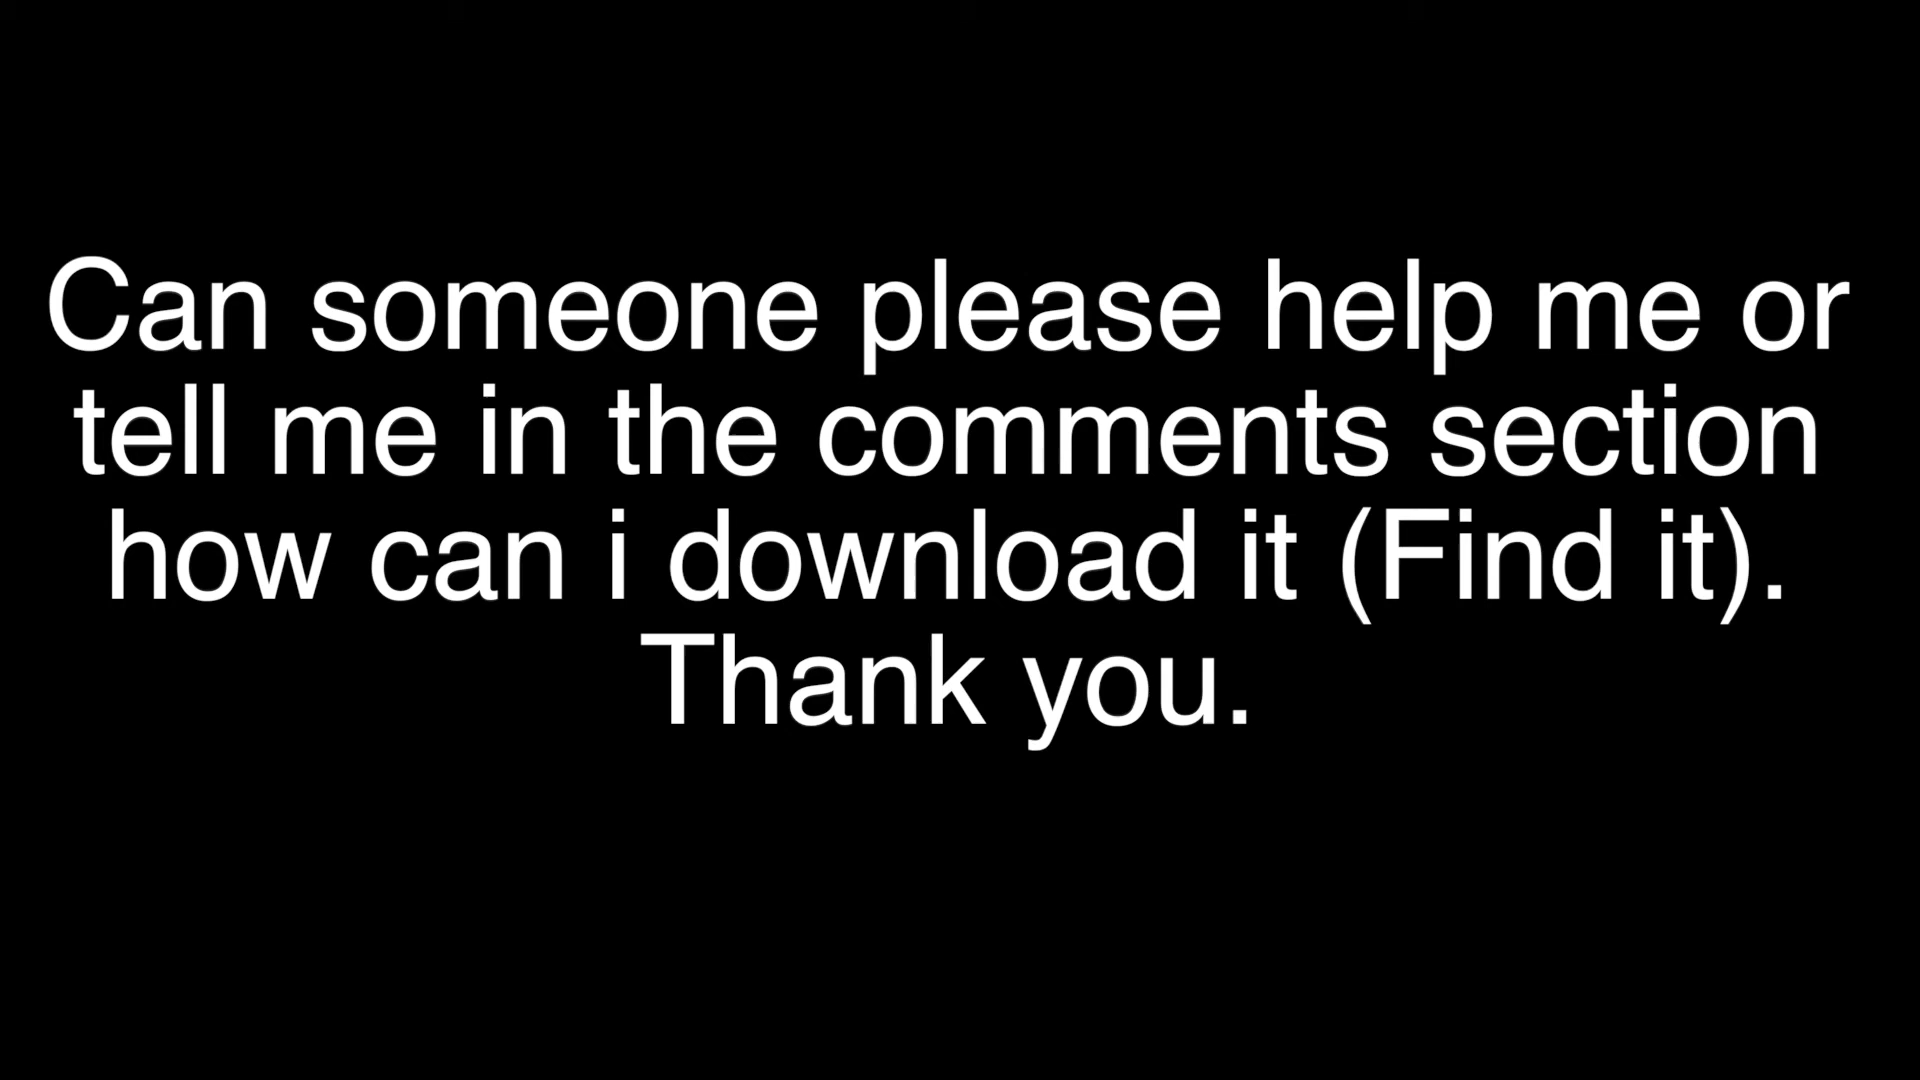 Can someone please help me or
tell me in the comments section
how can i download it (Find it).
Thank you.